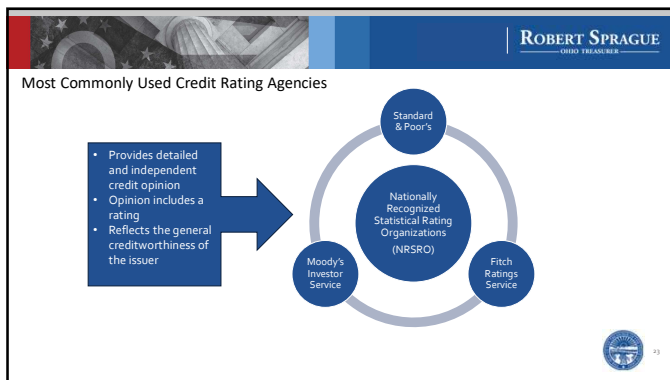 ROBERT SPRAGUE
OHIO TREASURER
Most Commonly Used Credit Rating Agencies
• Provides detailed
and independent
credit opinion
• Opinion includes a
rating
• Reflects the general
creditworthiness of
the issuer
Standard
& Poor's
Nationally
Recognized
Statistical Rating
Organizations
(NRSRO)
Moody's
Investor
Service
Fitch
Ratings
Service
23